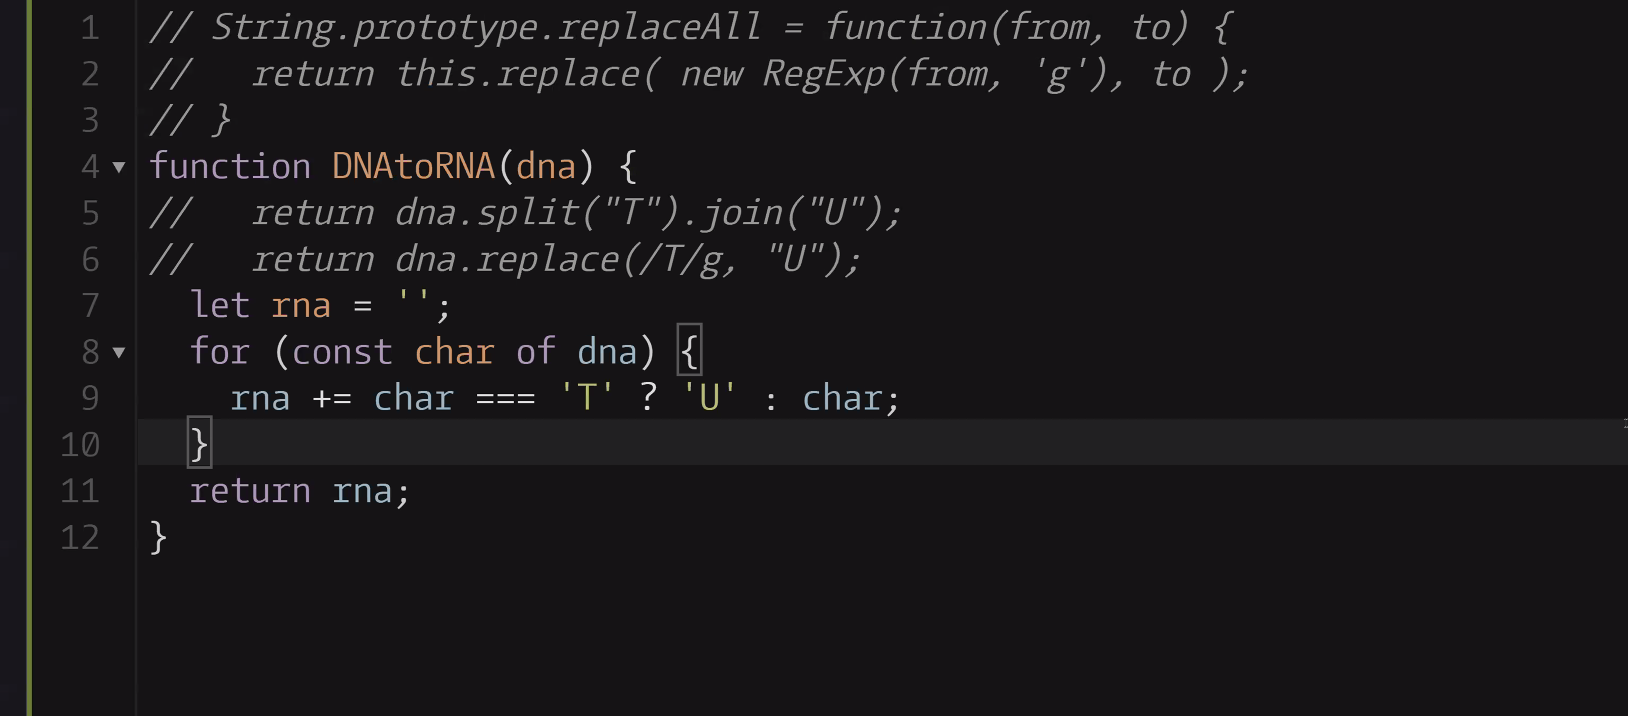 1 // String.prototype.replaceAll = function(from, to) {
2 //   return this.replace( new RegExp(from, 'g'), to );
3 // }
4 function DNAtoRNA(dna) {
5 //   return dna.split("T").join("U");
6 //   return dna.replace(/T/g, "U");
7   let rna = '';
8   for (const char of dna) {
9     rna += char === 'T' ? 'U' : char;
10   }
11   return rna;
12 }